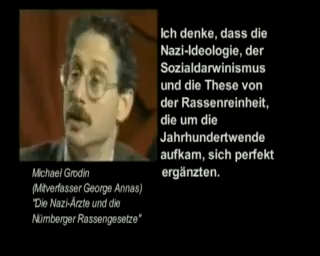 Ich denke, dass die
Nazi-Ideologie, der
Sozialdarwinismus
und die These von
der Rassenreinheit,
die um die
Jahrhundertwende
aufkam, sich perfekt
ergänzten.
Michael Grodin
(Mitverfasser George Annas)
"Die Nazi-Ärzte und die
Nürnberger Rassengesetze"